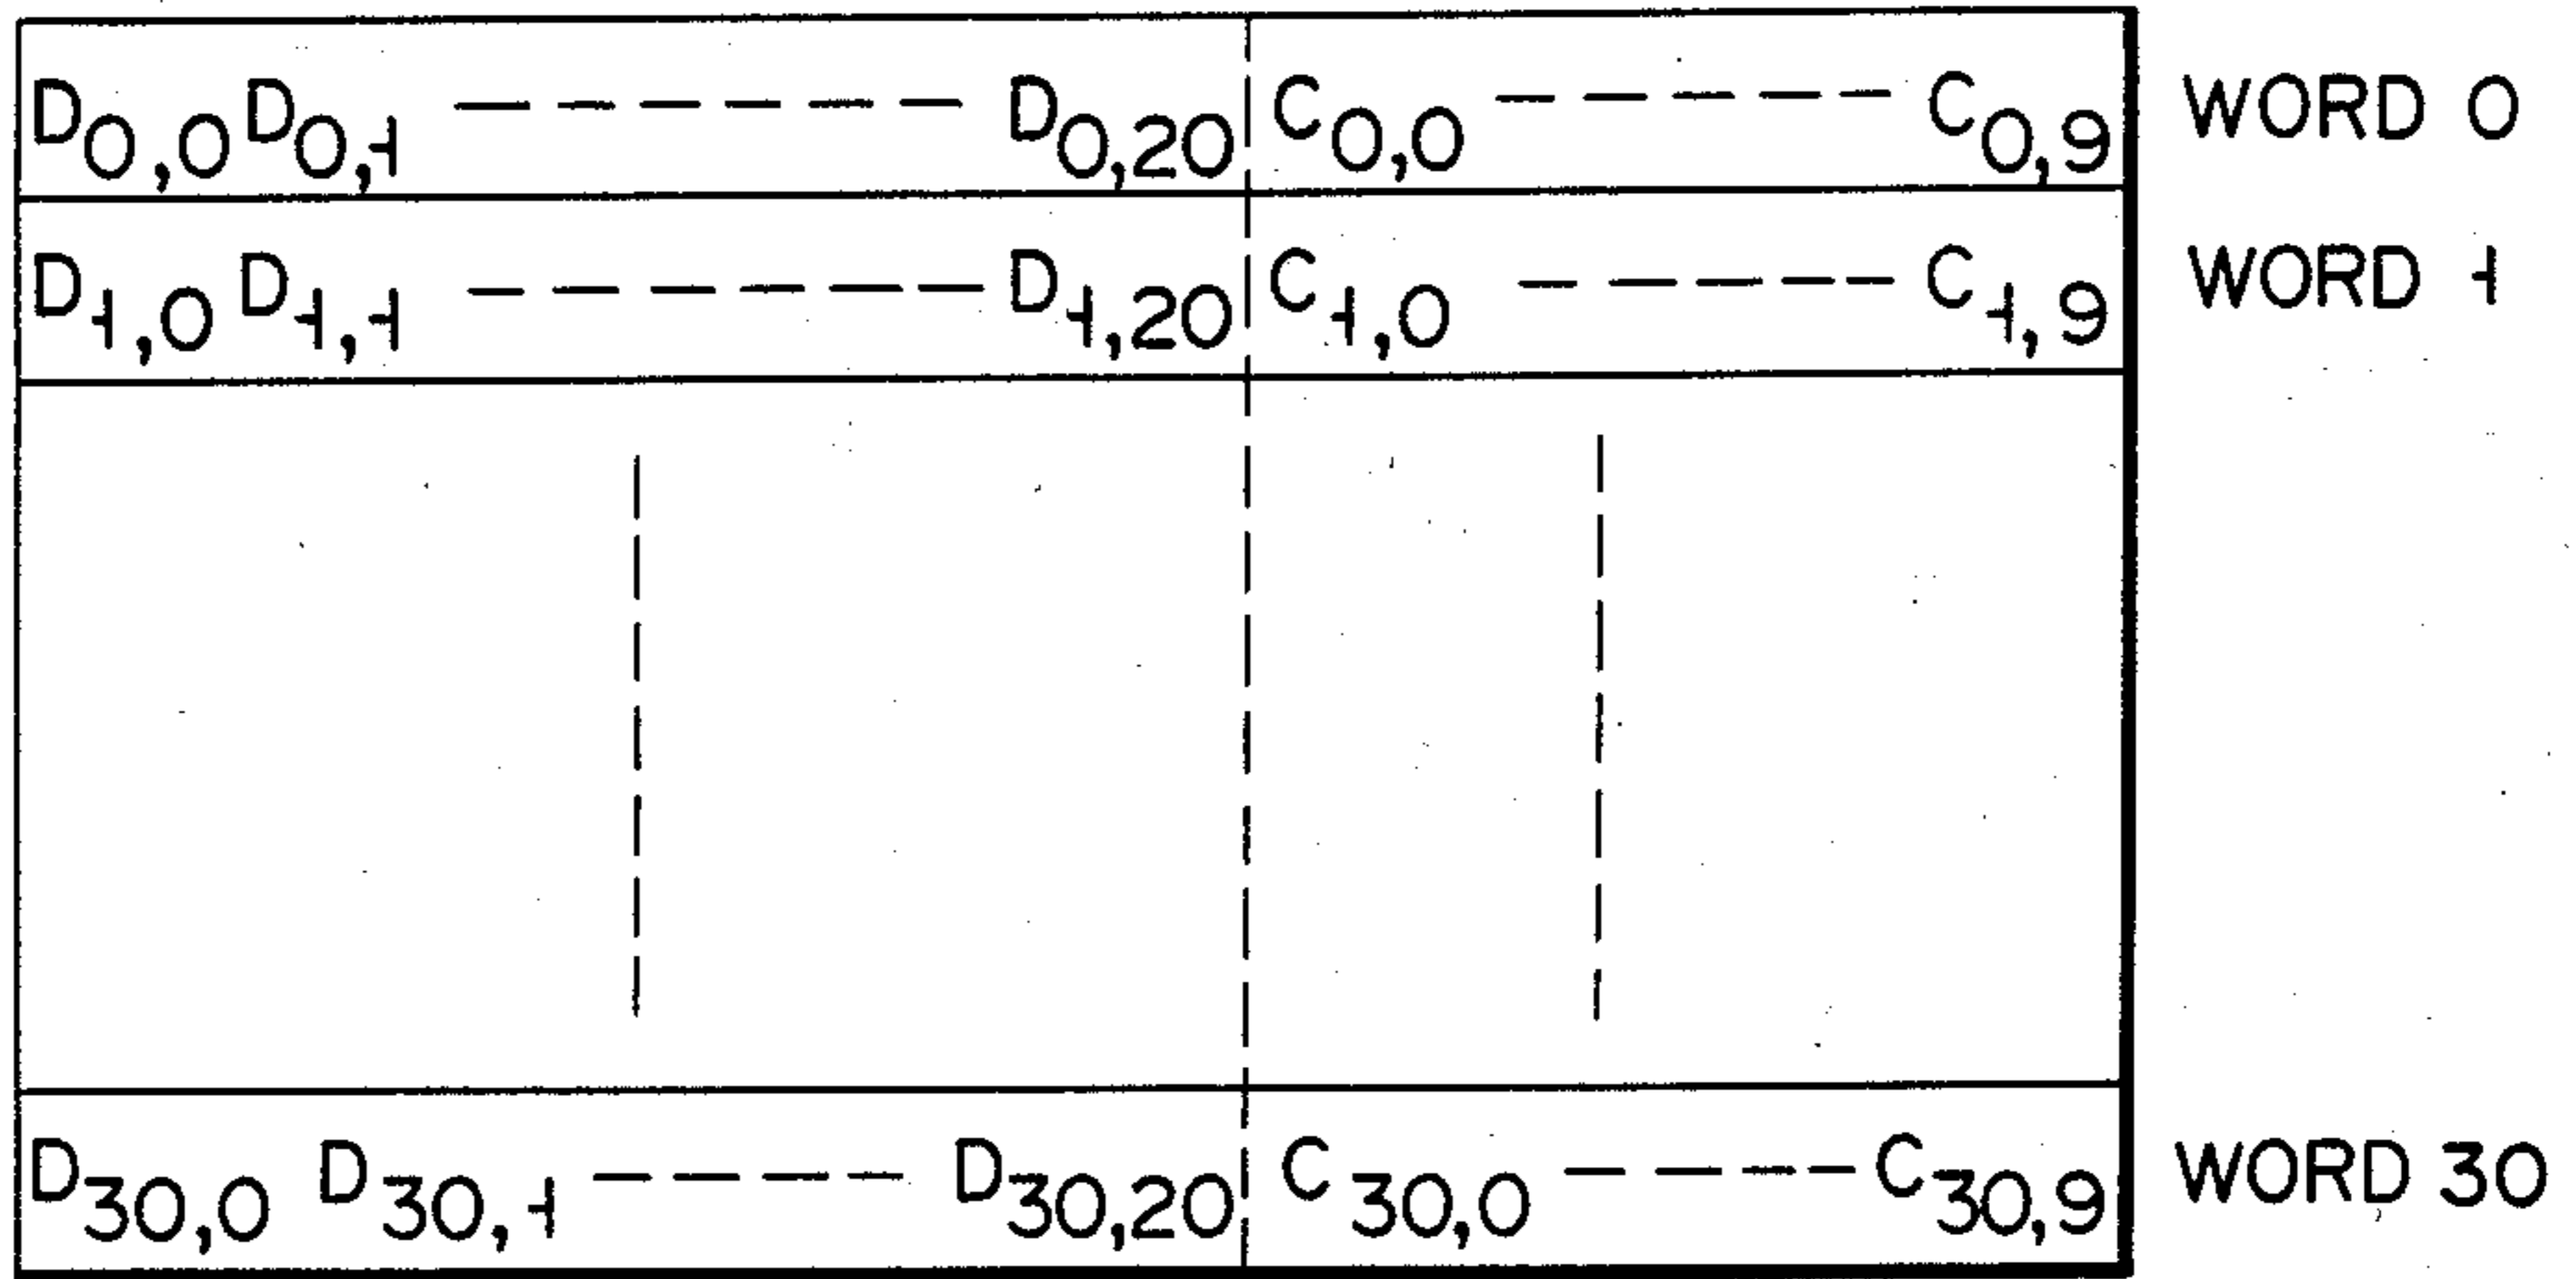 D0,0 D0,1 ------ D0,20 C0,0 ----- C0,9 WORD 0
D1,0 D1,1 ------ D1,20 C1,0 ----- C1,9 WORD 1
D30,0 D30,1 ---- D30,20 C30,0 ---- C30,9 WORD 30